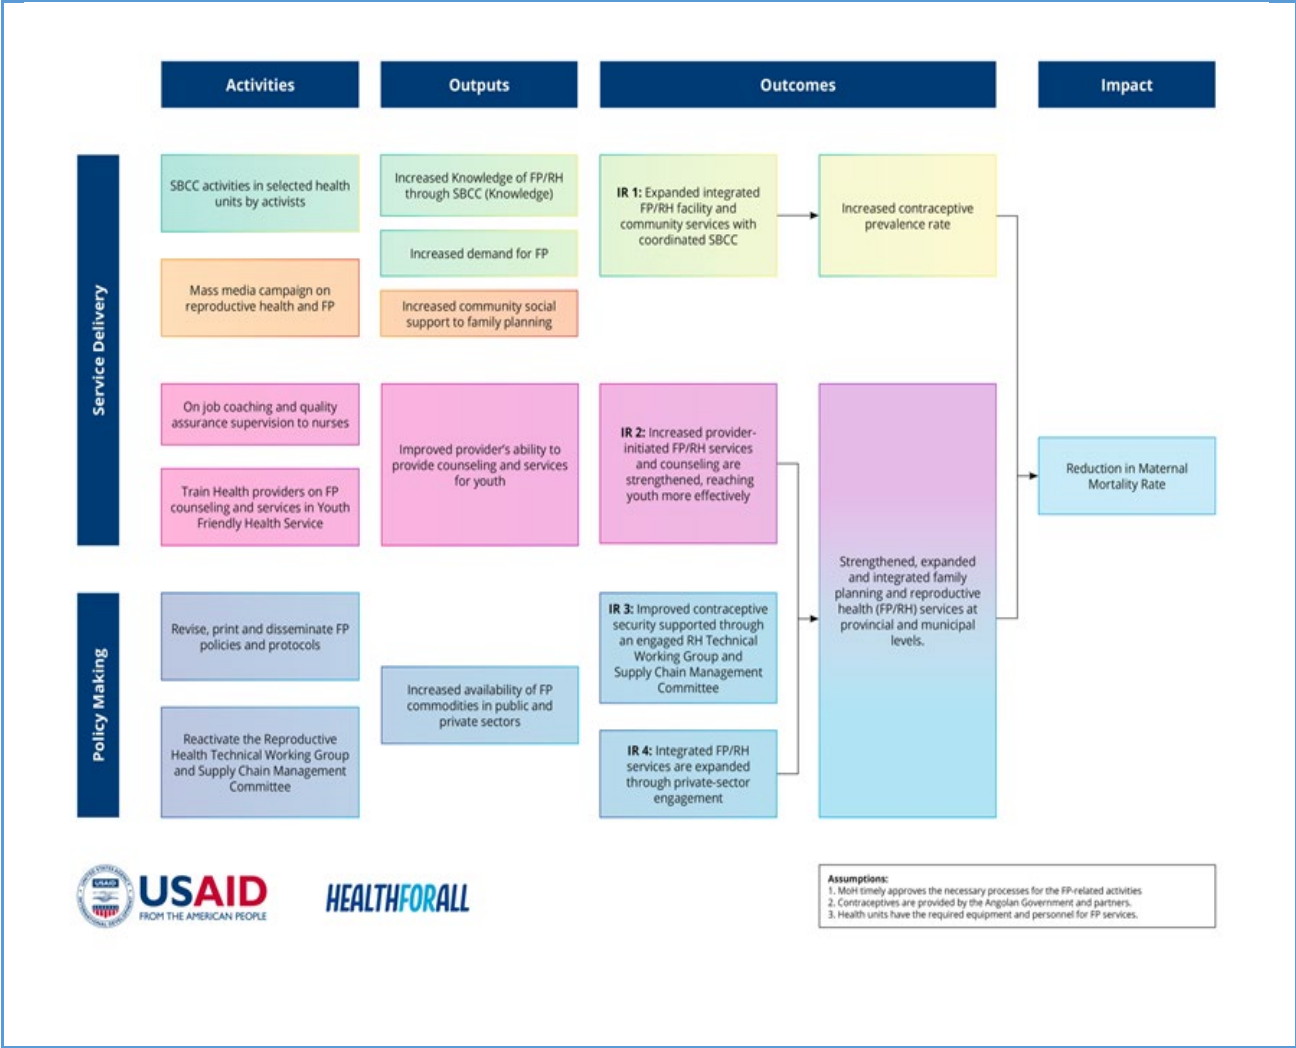 Activities
Outputs
Outcomes
Impact
Service Delivery
SBCC activities in selected health
units by activists
Mass media campaign on
reproductive health and FP
On job coaching and quality
assurance supervision to nurses
Train Health providers on FP
counseling and services in Youth
Friendly Health Service
Increased Knowledge of FP/RH
through SBCC (Knowledge)
Increased demand for FP
Increased community social
support to family planning
Improved provider's ability to
provide counseling and services
for youth
IR 1: Expanded integrated
FP/RH facility and
community services with
coordinated SBCC
Increased contraceptive
prevalence rate
IR 2: Increased provider-
initiated FP/RH services
and counseling are
strengthened, reaching
youth more effectively
Reduction in Maternal
Mortality Rate
Strengthened, expanded
and integrated family
planning and reproductive
health (FP/RH) services at
provincial and municipal
levels.
Policy Making
Revise, print and disseminate FP
policies and protocols
Reactivate the Reproductive
Health Technical Working Group
and Supply Chain Management
Committee
Increased availability of FP
commodities in public and
private sectors
IR 3: Improved contraceptive
security supported through
an engaged RH Technical
Working Group and
Supply Chain Management
Committee
IR 4: Integrated FP/RH
services are expanded
through private-sector
engagement
USAID
USAID
FROM THE AMERICAN PEOPLE
HEALTHFORALL
Assumptions:
1. MoH timely approves the necessary processes for the FP-related activities
2. Contraceptives are provided by the Angolan Government and partners.
3. Health units have the required equipment and personnel for FP services.